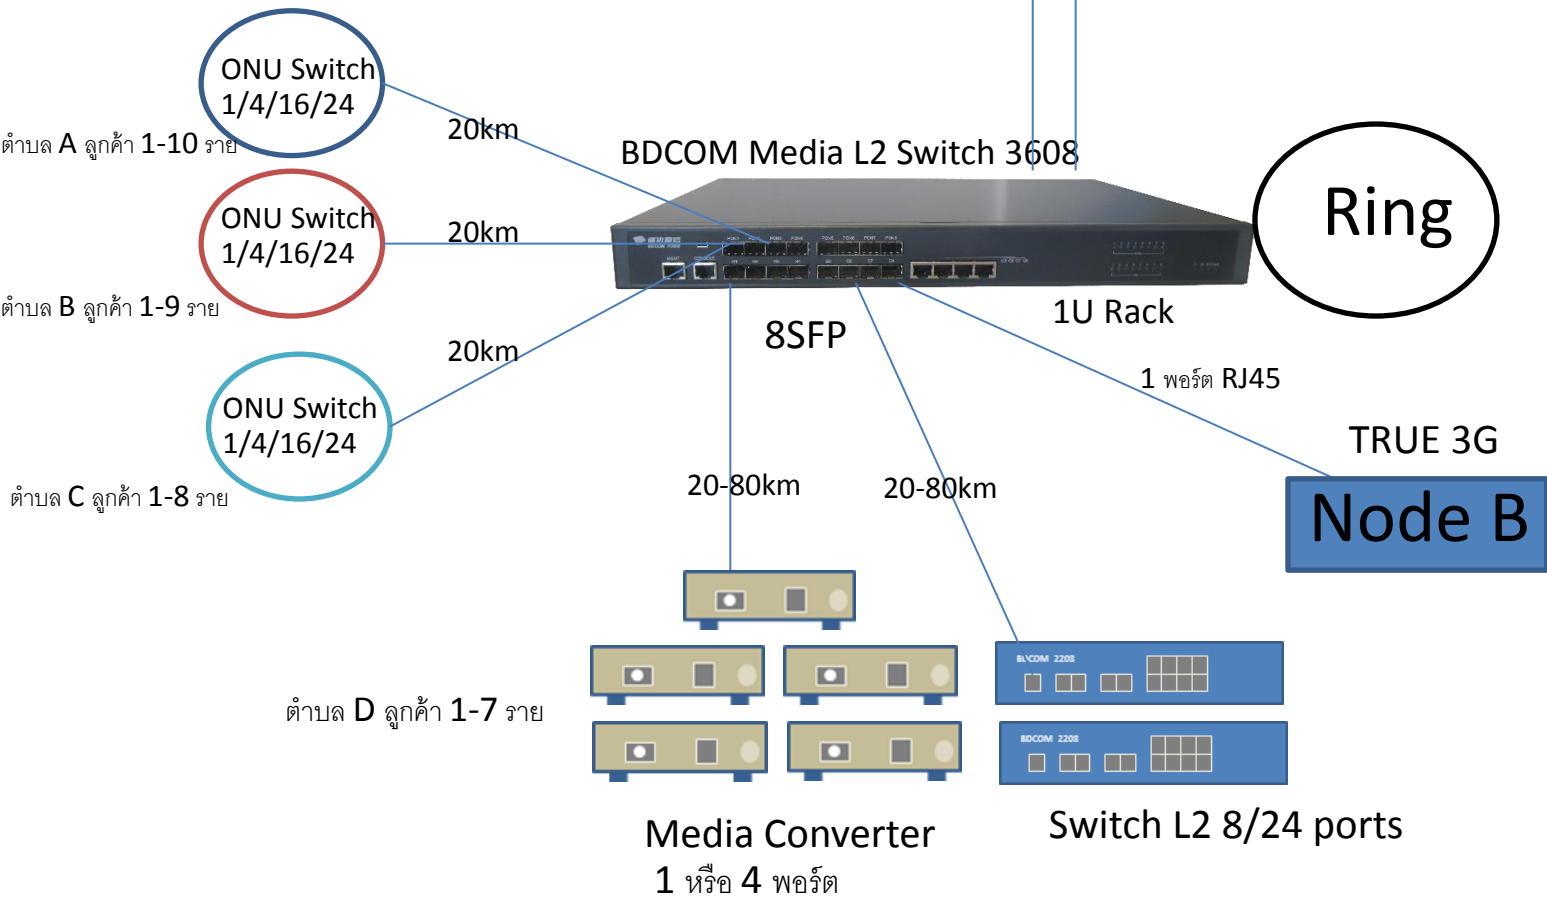 ONU Switch
1/4/16/24
ตำบล A ลูกค้า 1-10 ราย
20km
BDCOM Media L2 Switch 3608
Ring
ONU Switch
1/4/16/24
20km
ตำบล B ลูกค้า 1-9 ราย
8SFP
1U Rack
20km
1 พอร์ต RJ45
ONU Switch
1/4/16/24
TRUE 3G
Node B
ตำบล C ลูกค้า 1-8 ราย
20-80km
20-80km
BDCOM 2208
ตำบล D ลูกค้า 1-7 ราย
BDCOM 2208
Media Converter
1 หรือ 4 พอร์ต
Switch L2 8/24 ports